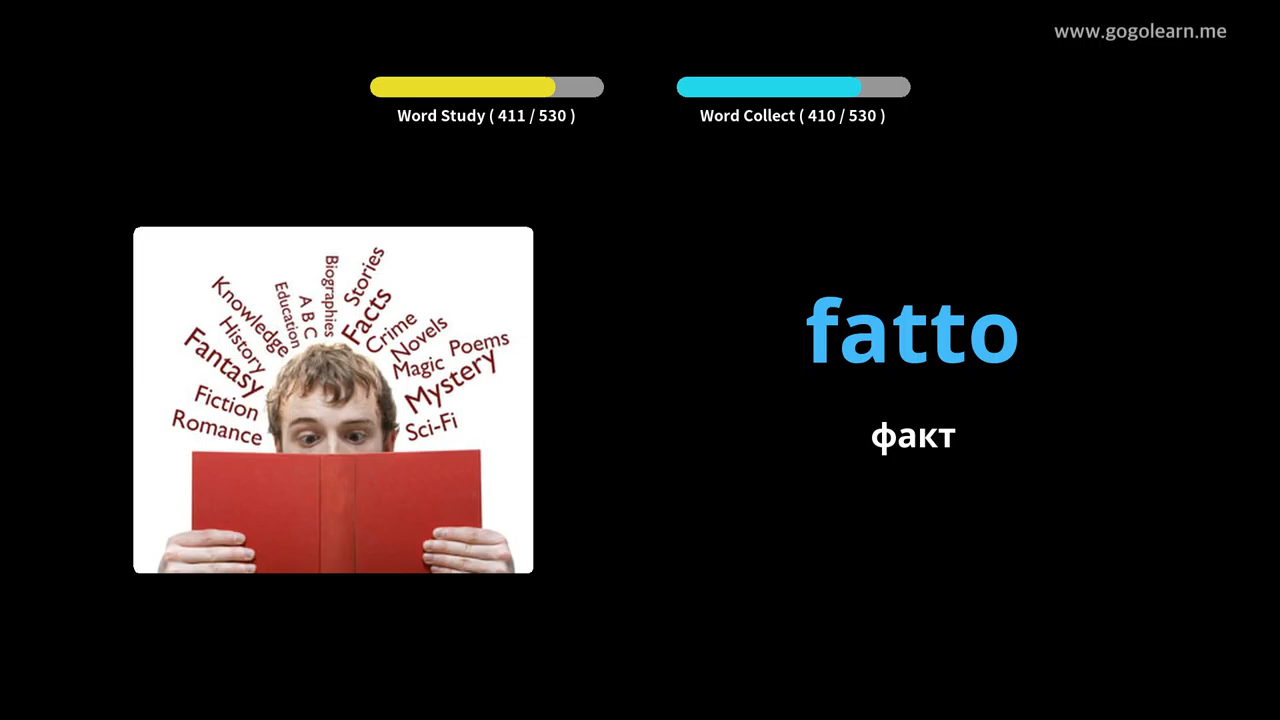 www.gogolearn.me
Word Study ( 411 / 530 )
Word Collect ( 410 / 530 )
Knowledge
Education
A B C
Biographies
Stories
Facts
Crime
Novels
Poems
History
Magic
Mystery
Fantasy
Fiction
Romance
Sci-Fi
fatto
факт